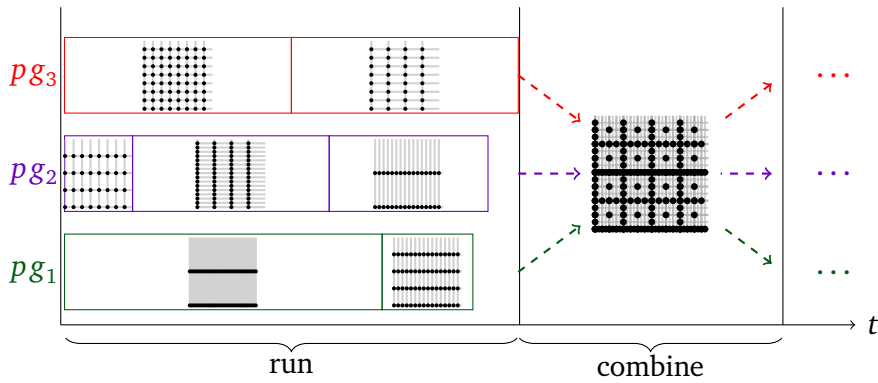 pg₃ ...
pg₂ ...
pg₁ ...
t
run combine